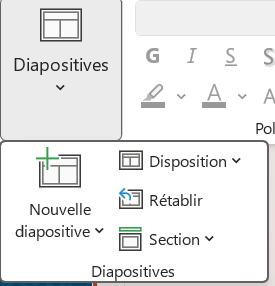 Diapositives
G I S S
A A
Pol
Nouvelle
diapositive
Disposition
Rétablir
Section
Diapositives